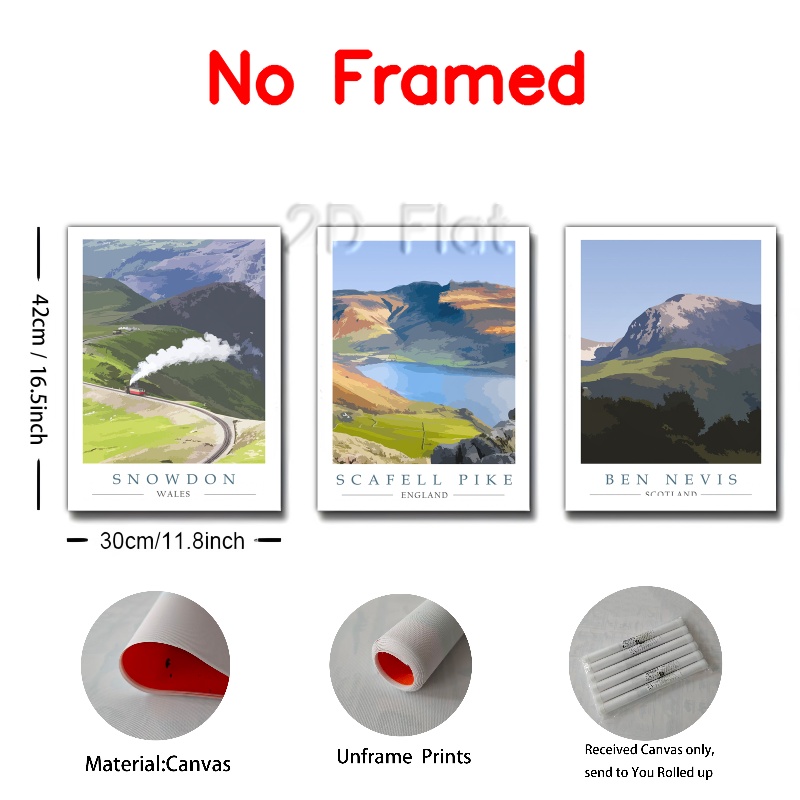 No Framed
2D Flat
42cm / 16.5inch
SNOWDON
WALES
SCAFELL PIKE
ENGLAND
BEN NEVIS
SCOTLAND
30cm/11.8inch
Material:Canvas
Unframe Prints
Received Canvas only,
send to You Rolled up